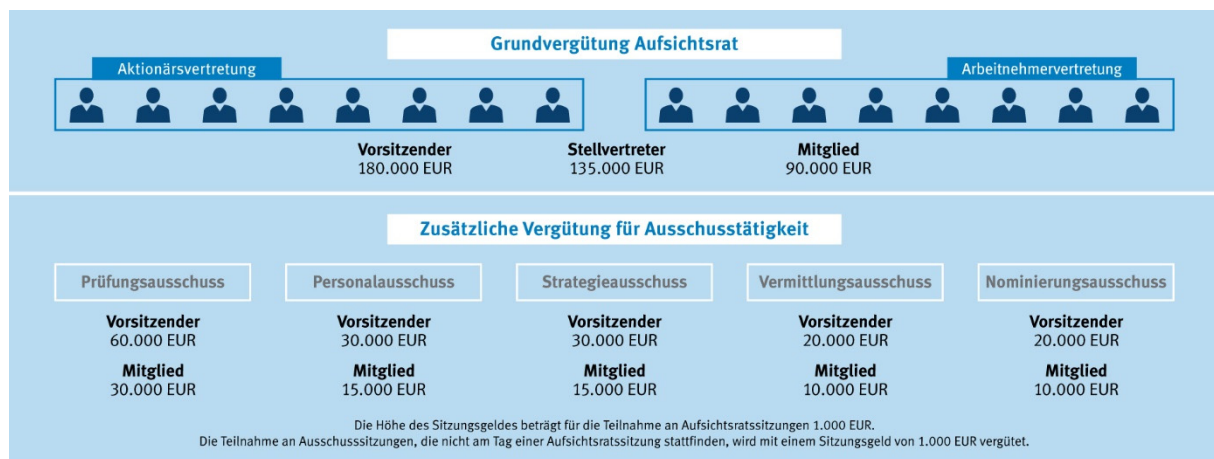 Grundvergütung Aufsichtsrat
Aktionärsvertretung
Arbeitnehmervertretung
Vorsitzender
180.000 EUR
Stellvertreter
135.000 EUR
Mitglied
90.000 EUR
Zusätzliche Vergütung für Ausschusstätigkeit
Prüfungsausschuss
Vorsitzender
60.000 EUR
Mitglied
30.000 EUR
Personalausschuss
Vorsitzender
30.000 EUR
Mitglied
15.000 EUR
Strategieausschuss
Vorsitzender
30.000 EUR
Mitglied
15.000 EUR
Vermittlungsausschuss
Vorsitzender
20.000 EUR
Mitglied
10.000 EUR
Nominierungsausschuss
Vorsitzender
20.000 EUR
Mitglied
10.000 EUR
Die Höhe des Sitzungsgeldes beträgt für die Teilnahme an Aufsichtsratssitzungen 1.000 EUR.
Die Teilnahme an Ausschusssitzungen, die nicht am Tag einer Aufsichtsratssitzung stattfinden, wird mit einem Sitzungsgeld von 1.000 EUR vergütet.